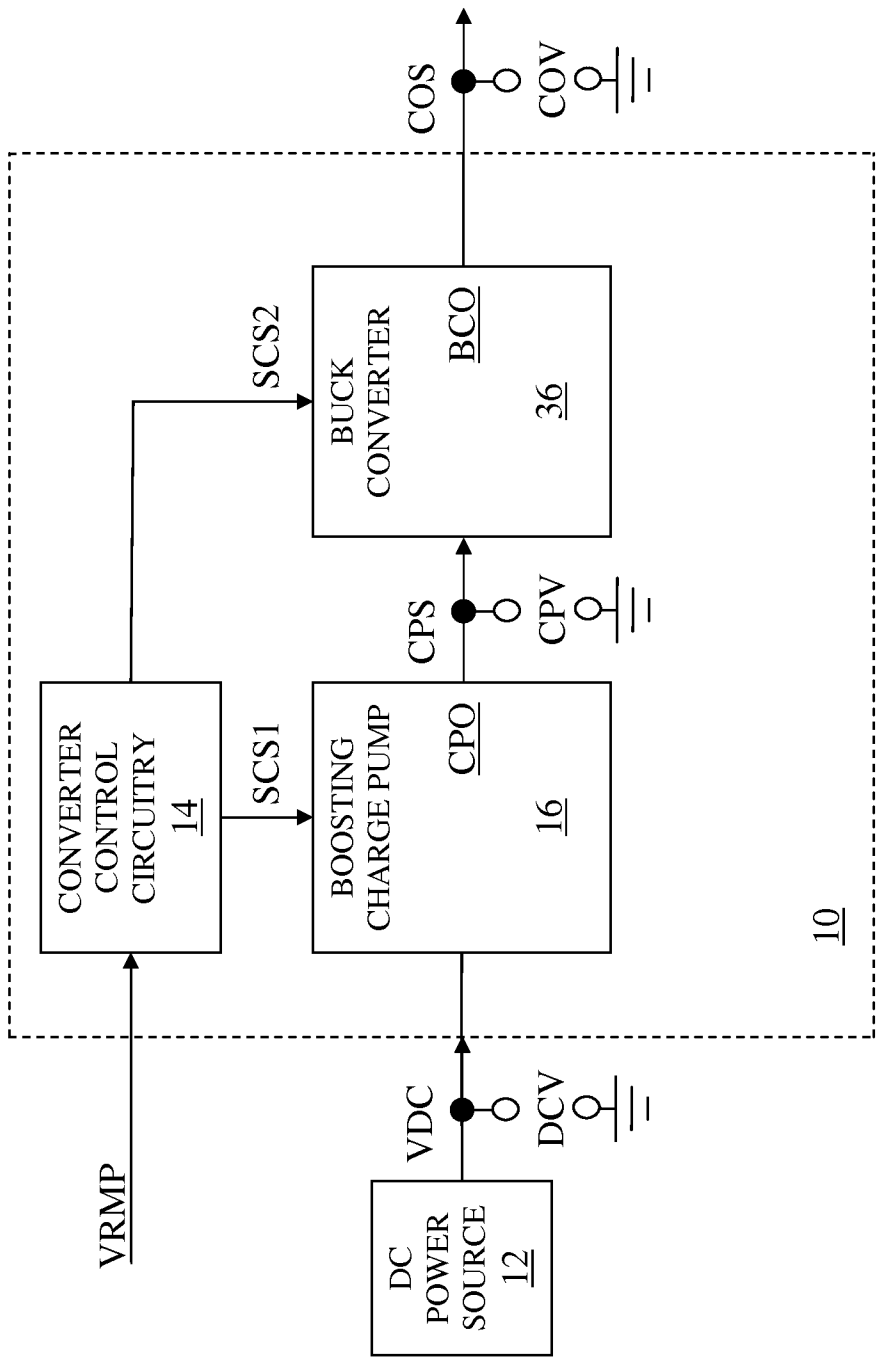 VRMP
CONVERTER
CONTROL
CIRCUITRY
14
SCS1
SCS2
DC
POWER
SOURCE
12
VDC
DCV
BOOSTING
CHARGE PUMP
CPO
16
CPS
CPV
BUCK
CONVERTER
BCO
36
COS
COV
10